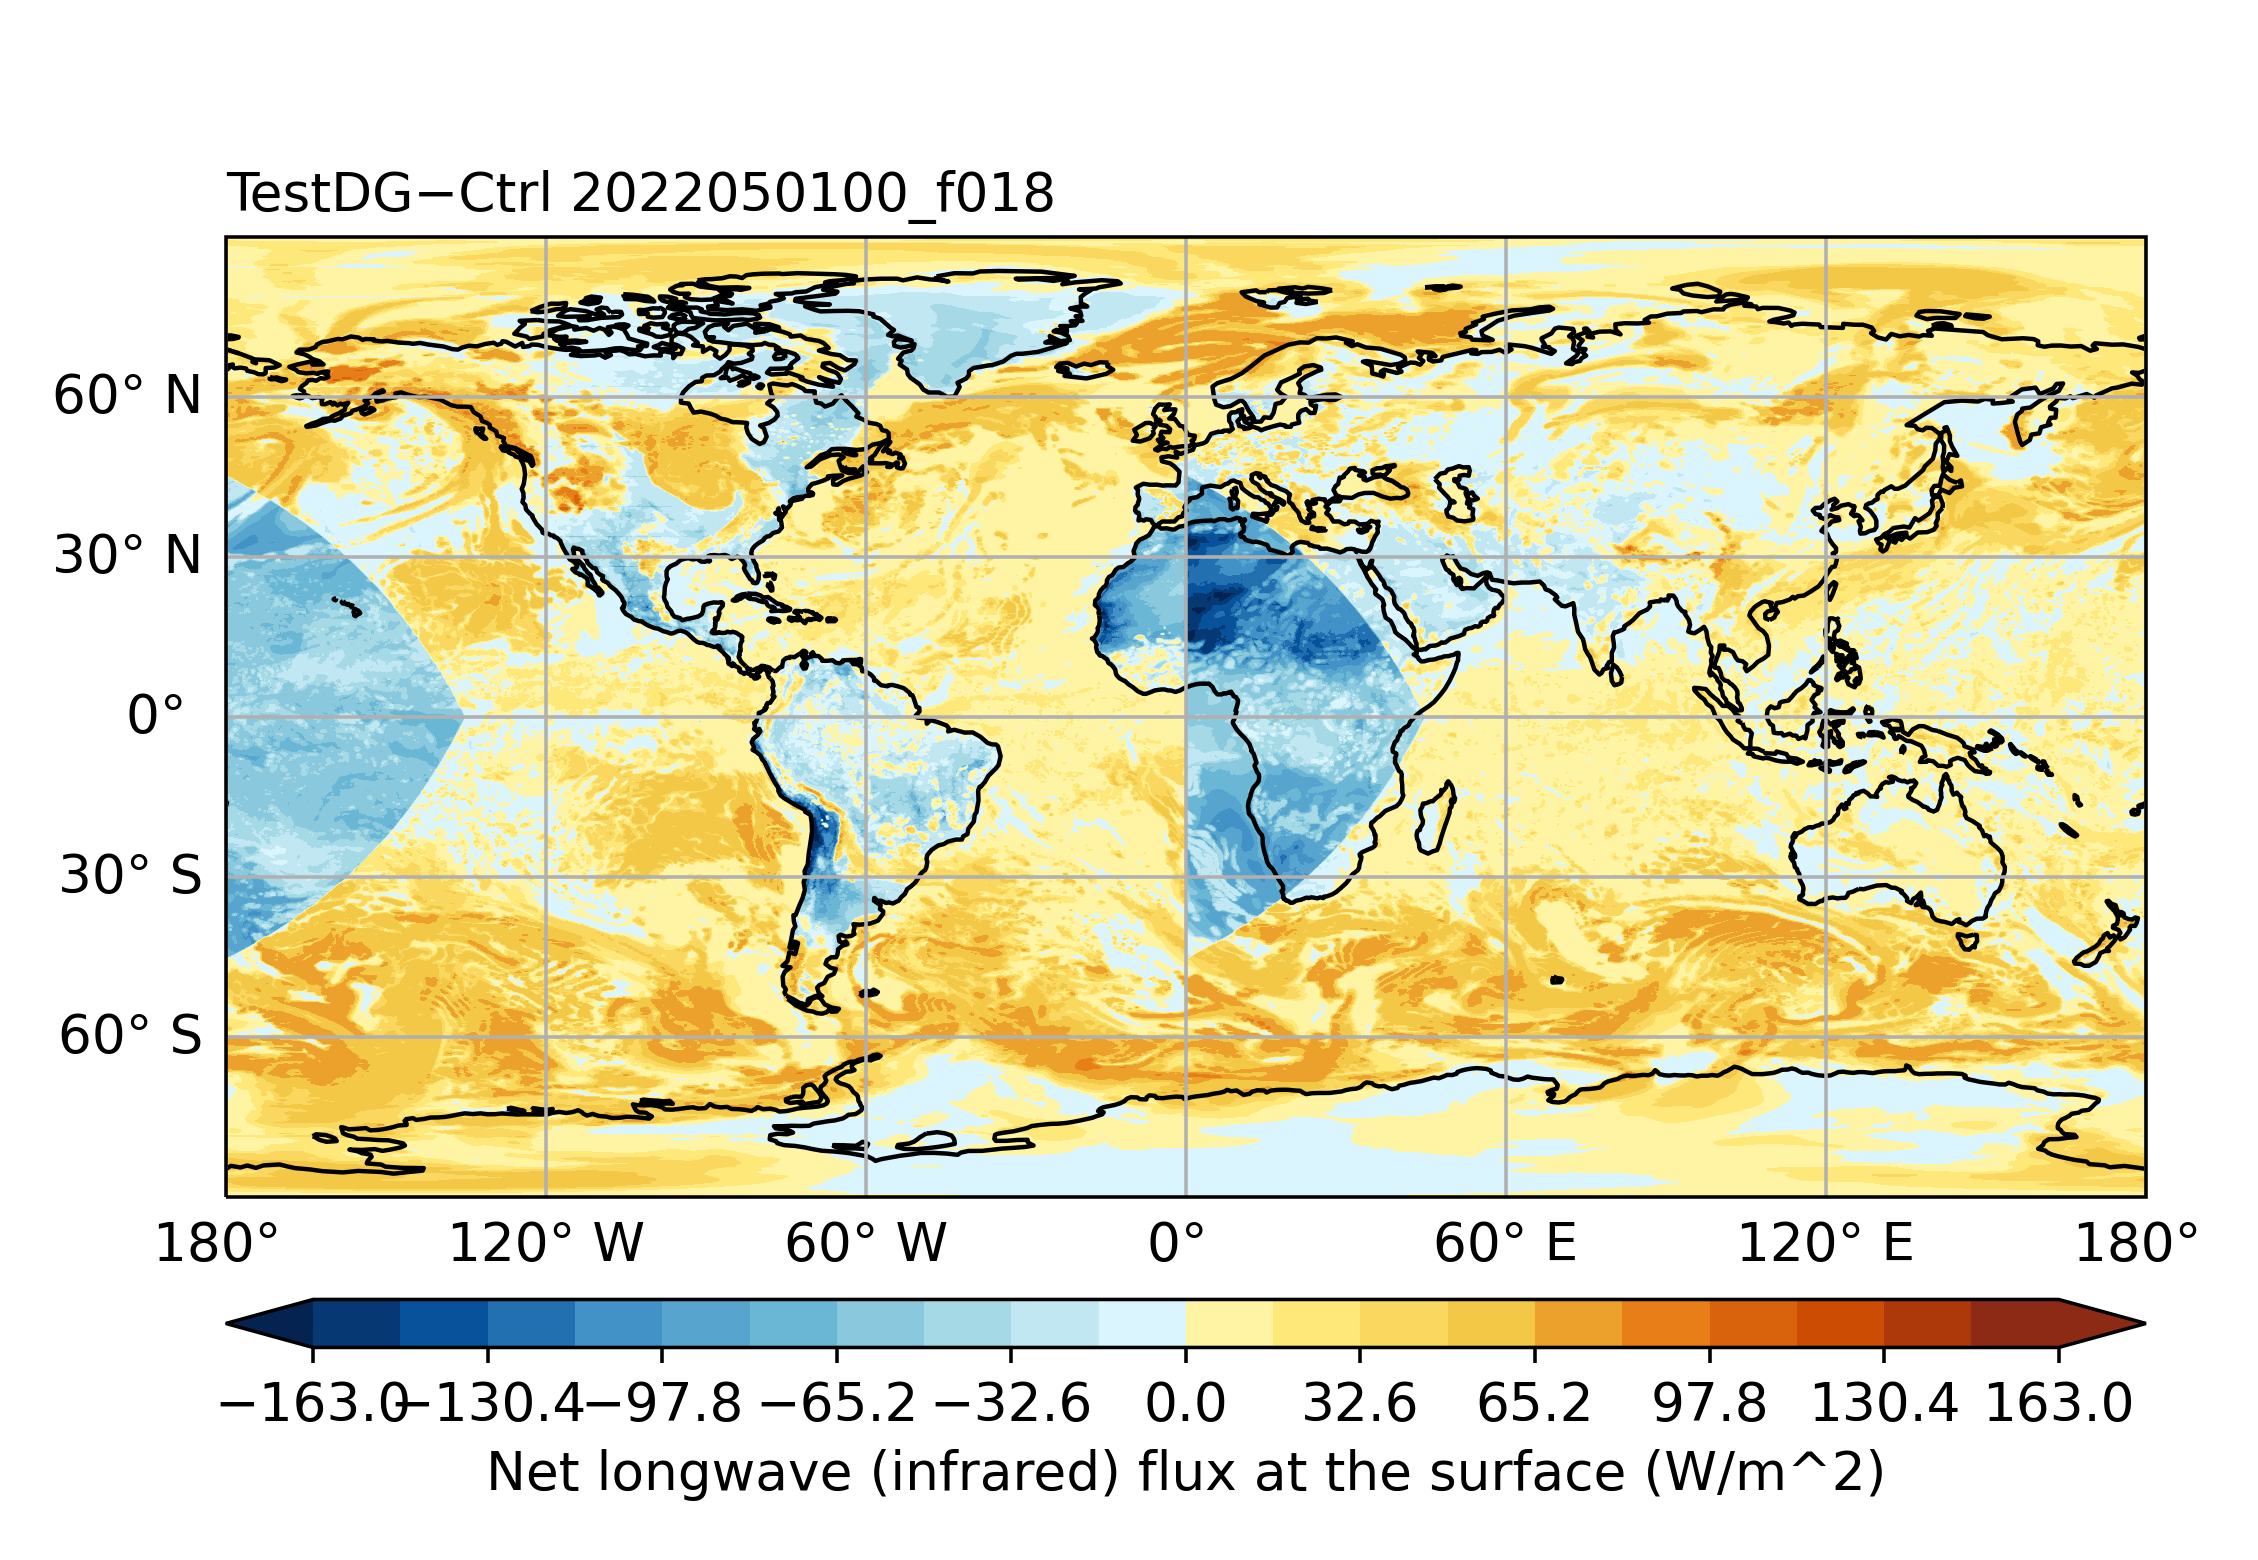 TestDG−Ctrl 2022050100_f018
60° N
30° N
0°
30° S
60° S
180° 120° W 60° W 0° 60° E 120° E 180°
−163.0 −130.4 −97.8 −65.2 −32.6 0.0 32.6 65.2 97.8 130.4 163.0
Net longwave (infrared) flux at the surface (W/m^2)